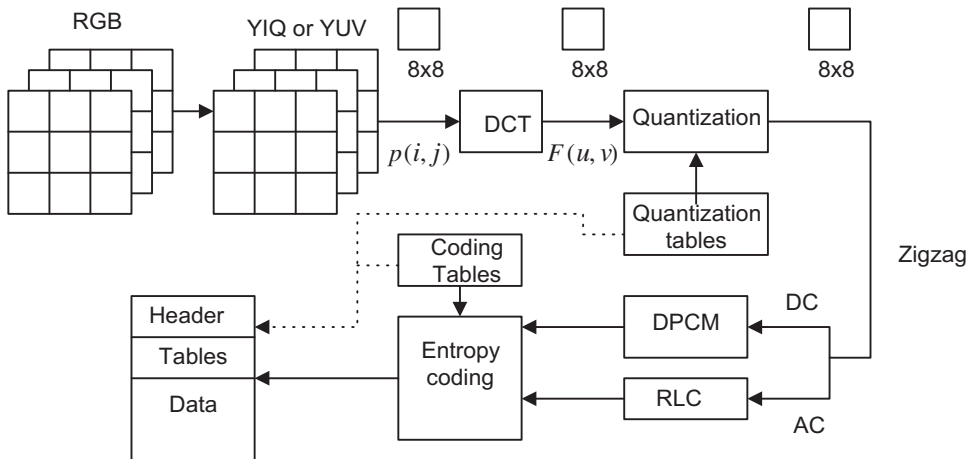 RGB
YIQ or YUV
8x8
8x8
8x8
DCT
Quantization
p(i, j)
F(u, v)
Quantization
tables
Zigzag
Coding
Tables
Header
Tables
Data
Entropy
coding
DPCM
DC
RLC
AC